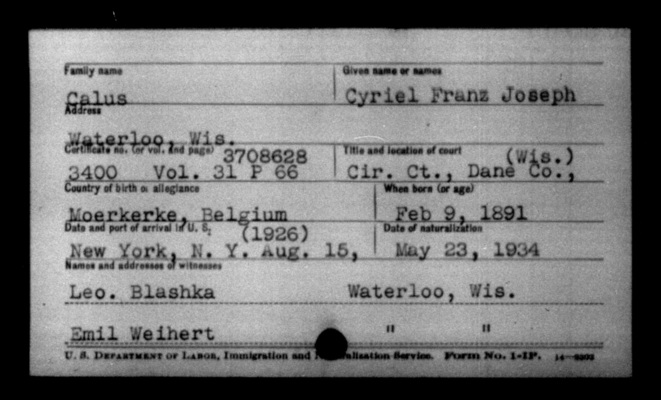 Family name Given name or names
Calus Cyriel Franz Joseph
Address
Waterloo, Wis.
Certificate no. (or vol. and page) 3708628 Title and location of court (Wis.)
3400 Vol. 31 P 66 Cir. Ct., Dane Co.,
Country of birth or allegiance When born (or age)
Moerkerke, Belgium Feb 9, 1891
Date and port of arrival in U. S. (1926) Date of naturalization
New York, N. Y. Aug. 15, May 23, 1934
Names and addresses of witnesses
Leo. Blashka Waterloo, Wis.
Emil Weihert " "
U. S. Department of Labor, Immigration and Naturalization Service. Form No. 1-IP. 14—